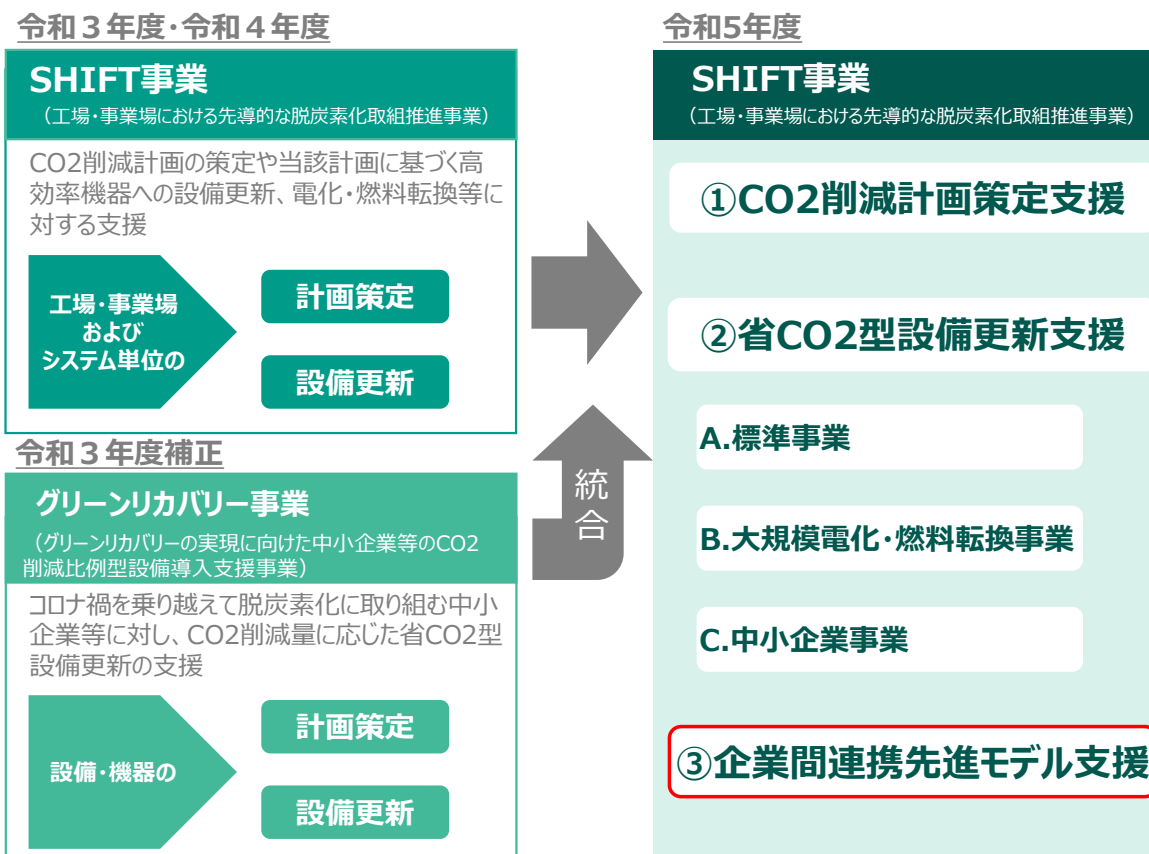 令和３年度・令和４年度
SHIFT事業
（工場・事業場における先導的な脱炭素化取組推進事業）
CO2削減計画の策定や当該計画に基づく高
効率機器への設備更新、電化・燃料転換等に
対する支援
工場・事業場
および
システム単位の
計画策定
設備更新
令和３年度補正
グリーンリカバリー事業
（グリーンリカバリーの実現に向けた中小企業等のCO2
削減比例型設備導入支援事業）
コロナ禍を乗り越えて脱炭素化に取り組む中小
企業等に対し、CO2削減量に応じた省CO2型
設備更新の支援
設備・機器の
計画策定
設備更新
統
合
令和5年度
SHIFT事業
（工場・事業場における先導的な脱炭素化取組推進事業）
①CO2削減計画策定支援
②省CO2型設備更新支援
A.標準事業
B.大規模電化・燃料転換事業
C.中小企業事業
③企業間連携先進モデル支援